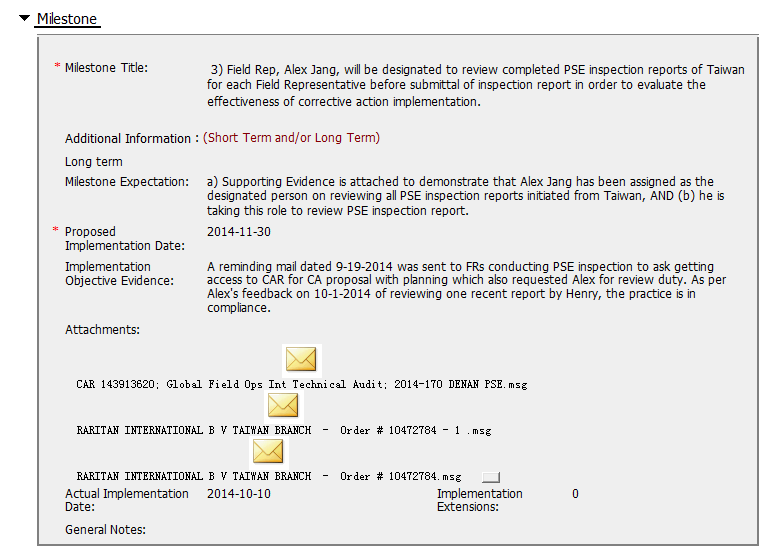 Milestone
* Milestone Title: 3) Field Rep, Alex Jang, will be designated to review completed PSE inspection reports of Taiwan
for each Field Representative before submittal of inspection report in order to evaluate the
effectiveness of corrective action implementation.
Additional Information : (Short Term and/or Long Term)
Long term
Milestone Expectation: a) Supporting Evidence is attached to demonstrate that Alex Jang has been assigned as the
designated person on reviewing all PSE inspection reports initiated from Taiwan, AND (b) he is
taking this role to review PSE inspection report.
* Proposed 2014-11-30
Implementation Date:
Implementation A reminding mail dated 9-19-2014 was sent to FRs conducting PSE inspection to ask getting
Objective Evidence: access to CAR for CA proposal with planning which also requested Alex for review duty. As per
Alex's feedback on 10-1-2014 of reviewing one recent report by Henry, the practice is in
compliance.
Attachments:
CAR 143913620; Global Field Ops Int Technical Audit; 2014-170 DENAN PSE.msg
RARITAN INTERNATIONAL B V TAIWAN BRANCH - Order # 10472784 - 1 .msg
RARITAN INTERNATIONAL B V TAIWAN BRANCH - Order # 10472784.msg
Actual Implementation 2014-10-10 Implementation 0
Date: Extensions:
General Notes: